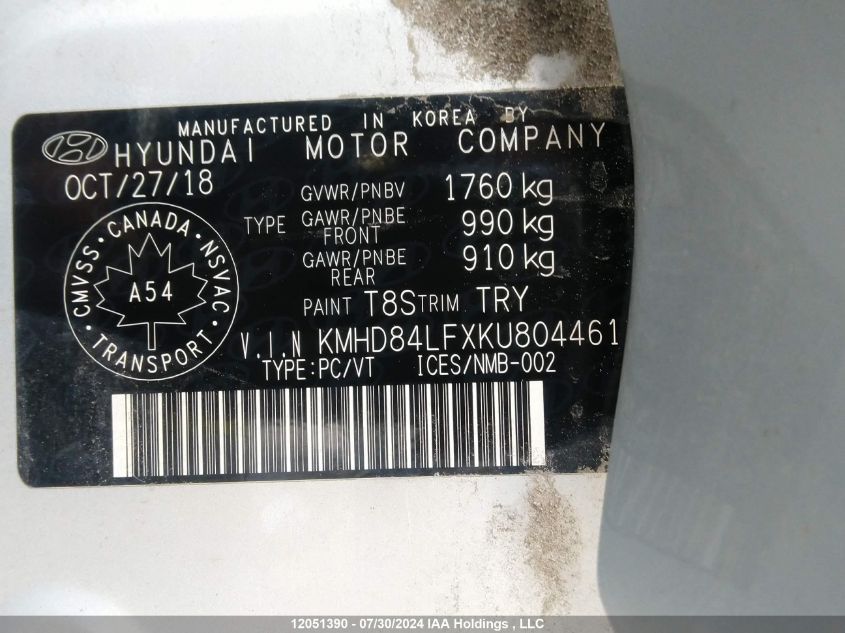 MANUFACTURED IN KOREA BY
HYUNDAI MOTOR COMPANY
OCT/27/18
GVWR/PNBV 1760 kg
TYPE GAWR/PNBE FRONT 990 kg
GAWR/PNBE REAR 910 kg
PAINT T8S TRIM TRY
CMVSS · CANADA · NSVAC · TRANSPORT ·
A54
V.I.N KMHD84LFXKU804461
TYPE:PC/VT ICES/NMB-002
12051390 - 07/30/2024 IAA Holdings , LLC/